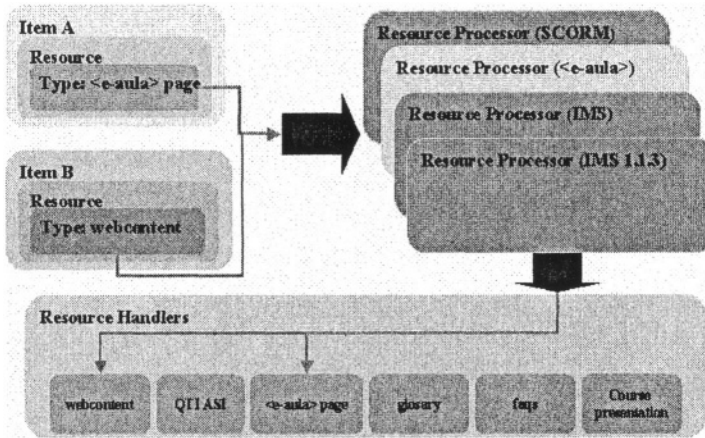 Item A
Resource
Type: <e-aula> page
Item B
Resource
Type: webcontent
Resource Processor (SCORM)
Resource Processor (<e-aula>)
Resource Processor (IMS)
Resource Processor (IMS 1.1.3)
Resource Handlers
webcontent
QTI ASI
<e-aula> page
glosary
faqs
Course
presentation